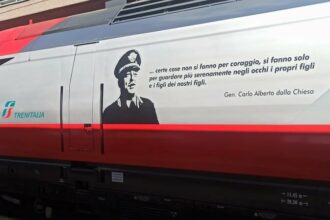 ... certe cose non si fanno per coraggio, si fanno solo
per guardare più serenamente negli occhi i propri figli
e i figli dei nostri figli.
Gen. Carlo Alberto dalla Chiesa
TRENITALIA